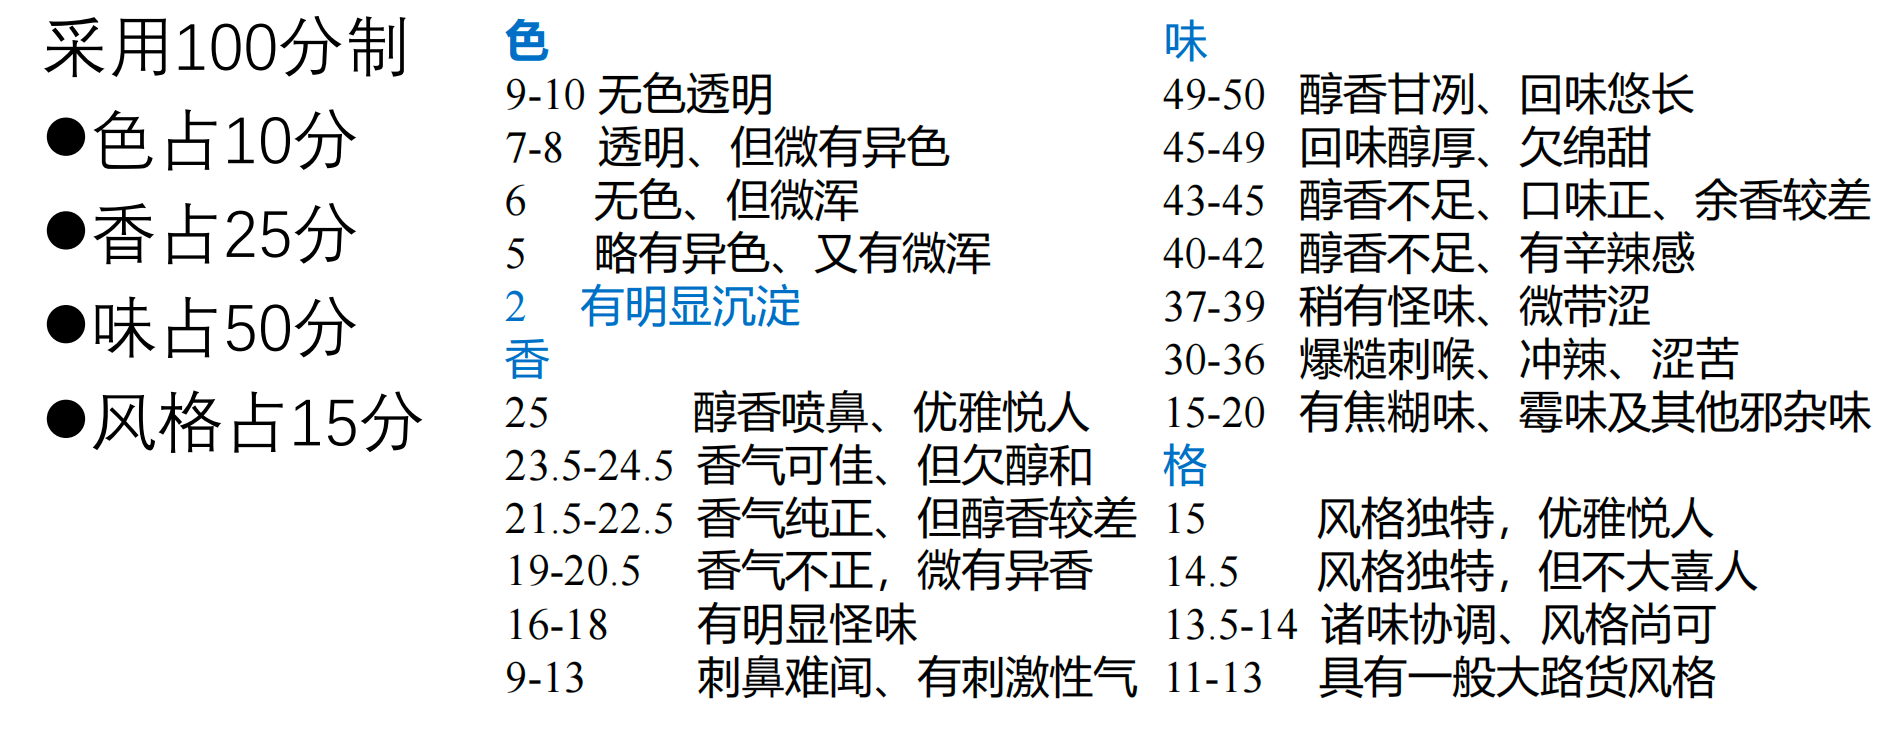 采用100分制
●色占10分
●香占25分
●味占50分
●风格占15分
色
9-10 无色透明
7-8 透明、但微有异色
6 无色、但微浑
5 略有异色、又有微浑
2 有明显沉淀
香
25 醇香喷鼻、优雅悦人
23.5-24.5 香气可佳、但欠醇和
21.5-22.5 香气纯正、但醇香较差
19-20.5 香气不正，微有异香
16-18 有明显怪味
9-13 刺鼻难闻、有刺激性气
味
49-50 醇香甘冽、回味悠长
45-49 回味醇厚、欠绵甜
43-45 醇香不足、口味正、余香较差
40-42 醇香不足、有辛辣感
37-39 稍有怪味、微带涩
30-36 爆糙刺喉、冲辣、涩苦
15-20 有焦糊味、霉味及其他邪杂味
格
15 风格独特，优雅悦人
14.5 风格独特，但不大喜人
13.5-14 诸味协调、风格尚可
11-13 具有一般大路货风格